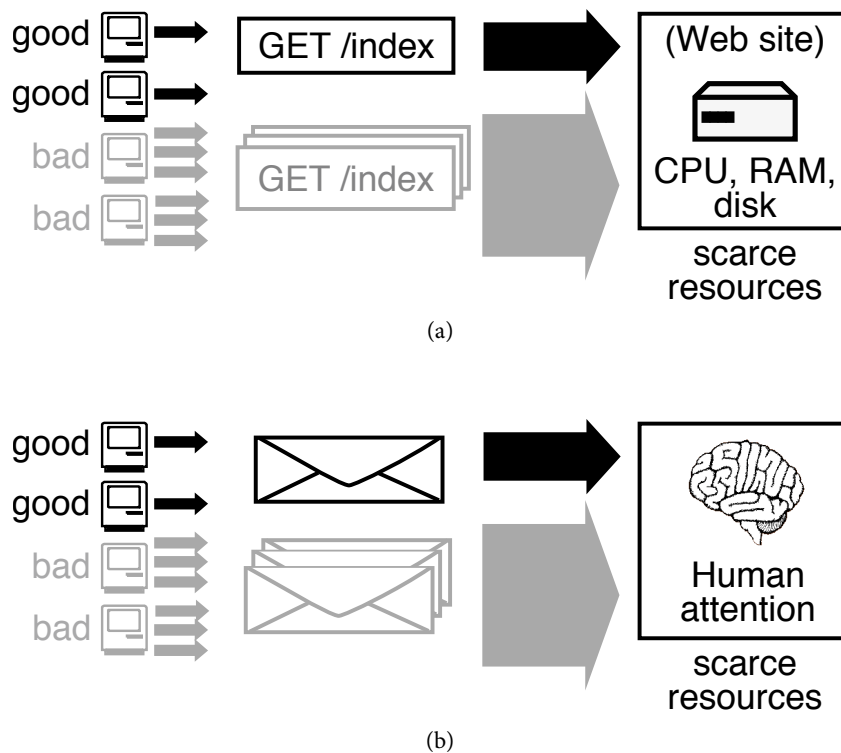 good
GET /index
(Web site)
good
bad
GET /index
bad
CPU, RAM,
disk
scarce
resources
(a)
good
good
bad
bad
Human
attention
scarce
resources
(b)